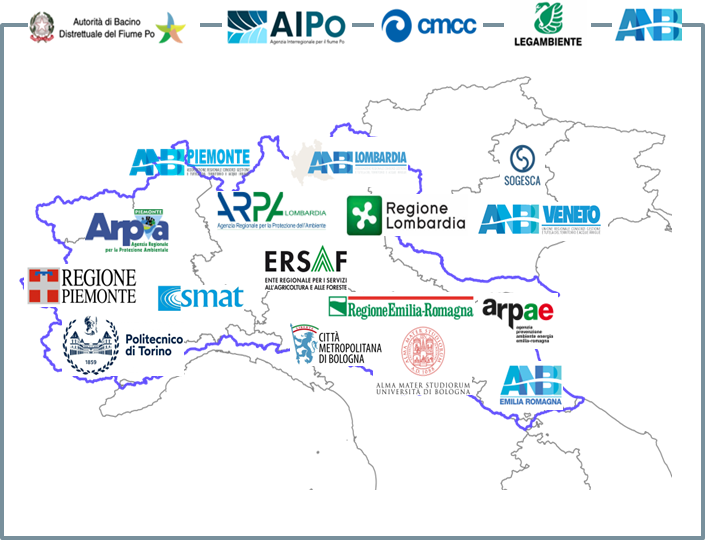 Autorità di Bacino
Distrettuale del Fiume Po
AIPo
Agenzia Interregionale per il fiume Po
cmcc
LEGAMBIENTE
ANBI
ANBI PIEMONTE
ANBI LOMBARDIA
SOGESCA
PIEMONTE
Arpa
Agenzia Regionale
per la Protezione Ambientale
ARPA LOMBARDIA
Agenzia Regionale per la Protezione dell'Ambiente
Regione
Lombardia
ANBI VENETO
REGIONE
PIEMONTE
smat
ERSAF
ENTE REGIONALE PER I SERVIZI
ALL'AGRICOLTURA E ALLE FORESTE
RegioneEmilia-Romagna
arpae
agenzia
prevenzione
ambiente energia
emilia-romagna
1859
Politecnico
di Torino
CITTÀ
METROPOLITANA
DI BOLOGNA
ALMA MATER STUDIORUM
A.D. 1088
ALMA MATER STUDIORUM
UNIVERSITÀ DI BOLOGNA
ANBI
EMILIA ROMAGNA